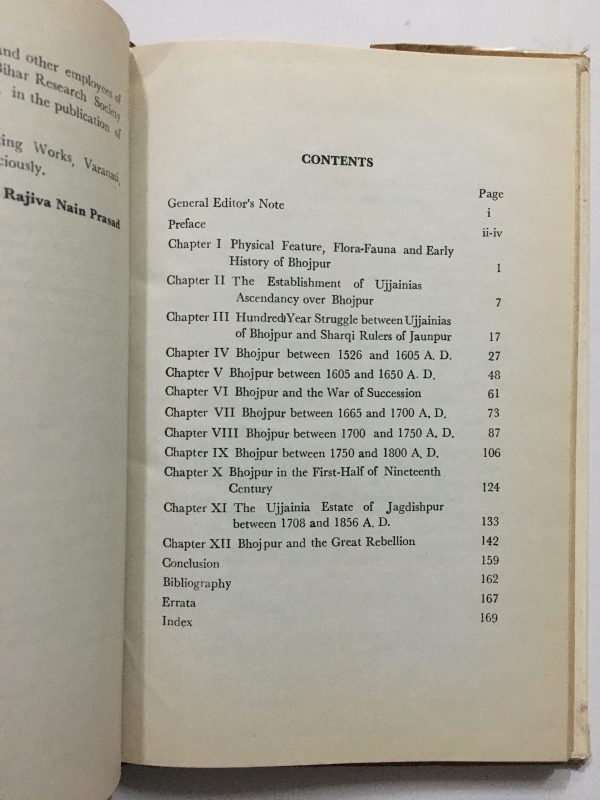 and other employees of
Bihar Research Society
in the publication of
ing Works, Varanasi,
ciously.
Rajiva Nain Prasad
CONTENTS
Page
General Editor's Note i
Preface ii-iv
Chapter I Physical Feature, Flora-Fauna and Early
History of Bhojpur 1
Chapter II The Establishment of Ujjainias
Ascendancy over Bhojpur 7
Chapter III Hundred Year Struggle between Ujjainias
of Bhojpur and Sharqi Rulers of Jaunpur 17
Chapter IV Bhojpur between 1526 and 1605 A. D. 27
Chapter V Bhojpur between 1605 and 1650 A. D. 48
Chapter VI Bhojpur and the War of Succession 61
Chapter VII Bhojpur between 1665 and 1700 A. D. 73
Chapter VIII Bhojpur between 1700 and 1750 A. D. 87
Chapter IX Bhojpur between 1750 and 1800 A. D. 106
Chapter X Bhojpur in the First-Half of Nineteenth
Century 124
Chapter XI The Ujjainia Estate of Jagdishpur
between 1708 and 1856 A. D. 133
Chapter XII Bhojpur and the Great Rebellion 142
Conclusion 159
Bibliography 162
Errata 167
Index 169